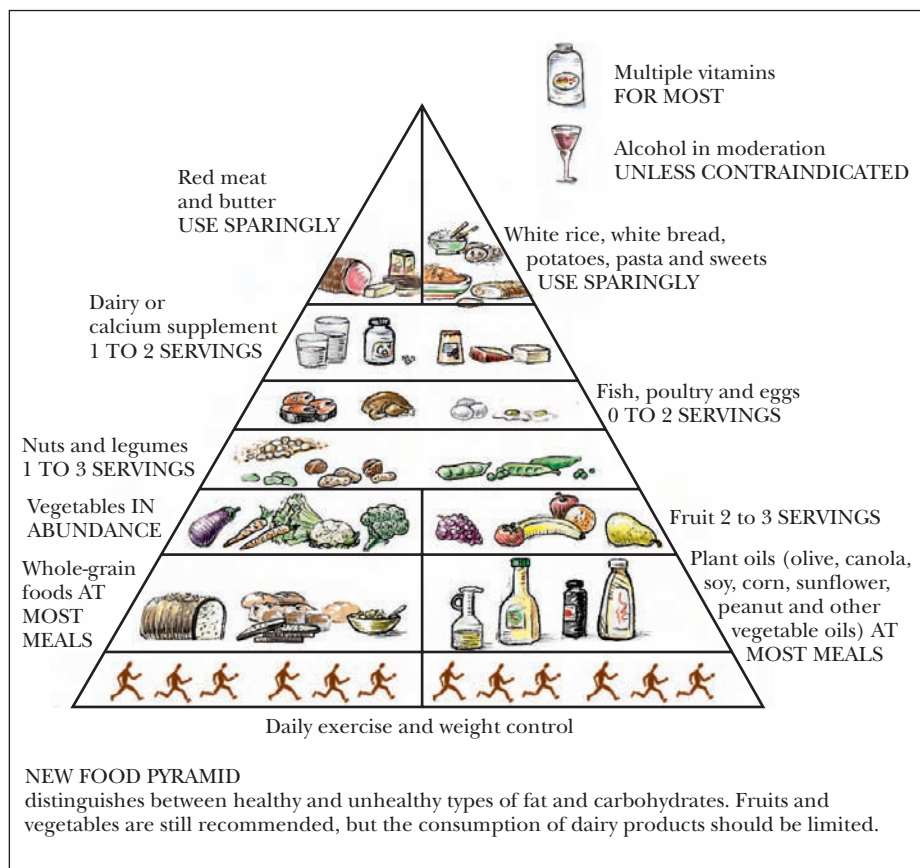 Multiple vitamins
FOR MOST
Alcohol in moderation
UNLESS CONTRAINDICATED
Red meat
and butter
USE SPARINGLY
White rice, white bread,
potatoes, pasta and sweets
USE SPARINGLY
Dairy or
calcium supplement
1 TO 2 SERVINGS
Fish, poultry and eggs
0 TO 2 SERVINGS
Nuts and legumes
1 TO 3 SERVINGS
Vegetables IN
ABUNDANCE
Fruit 2 to 3 SERVINGS
Whole-grain
foods AT
MOST
MEALS
Plant oils (olive, canola,
soy, corn, sunflower,
peanut and other
vegetable oils) AT
MOST MEALS
Daily exercise and weight control
NEW FOOD PYRAMID
distinguishes between healthy and unhealthy types of fat and carbohydrates. Fruits and
vegetables are still recommended, but the consumption of dairy products should be limited.